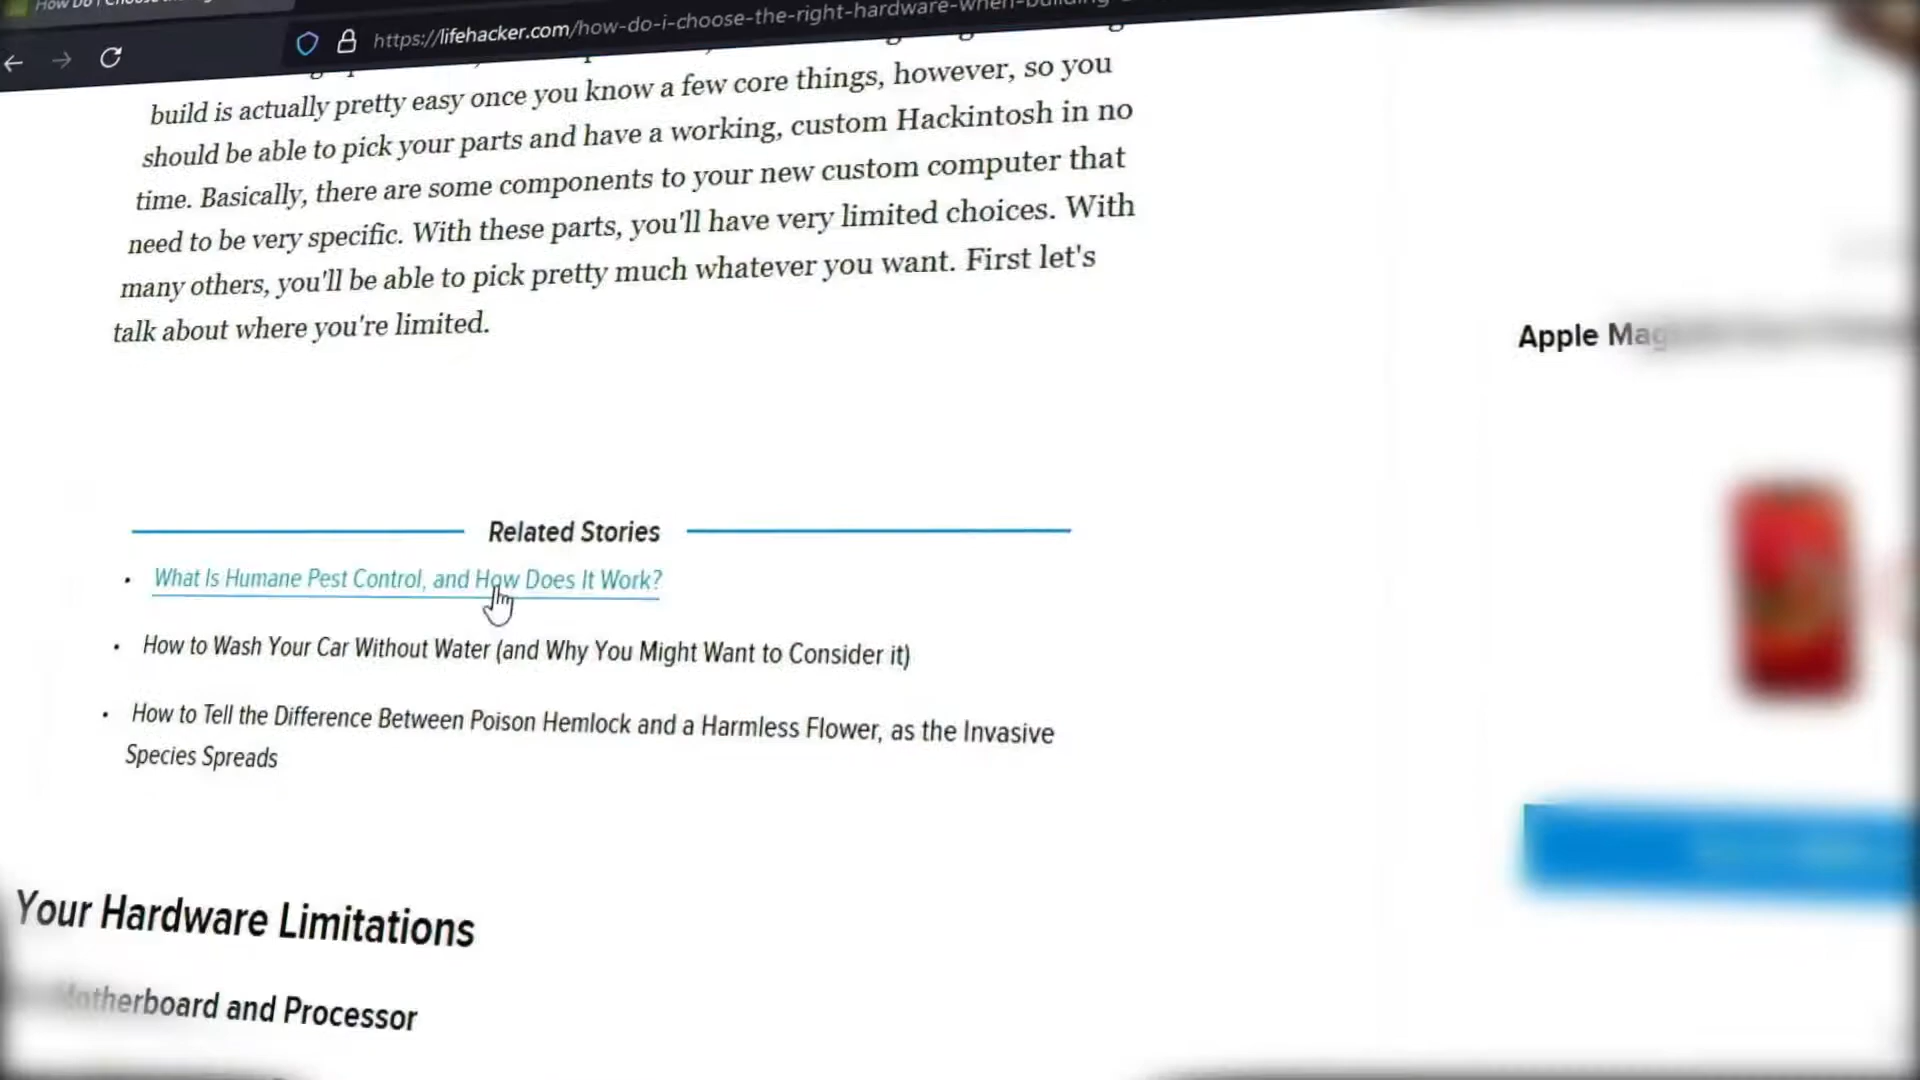 https://lifehacker.com/how-do-i-choose-the-right-hardware-when-building
build is actually pretty easy once you know a few core things, however, so you
should be able to pick your parts and have a working, custom Hackintosh in no
time. Basically, there are some components to your new custom computer that
need to be very specific. With these parts, you'll have very limited choices. With
many others, you'll be able to pick pretty much whatever you want. First let's
talk about where you're limited.
Apple
Related Stories
• What Is Humane Pest Control, and How Does It Work?
• How to Wash Your Car Without Water (and Why You Might Want to Consider it)
• How to Tell the Difference Between Poison Hemlock and a Harmless Flower, as the Invasive
Species Spreads
Your Hardware Limitations
Motherboard and Processor